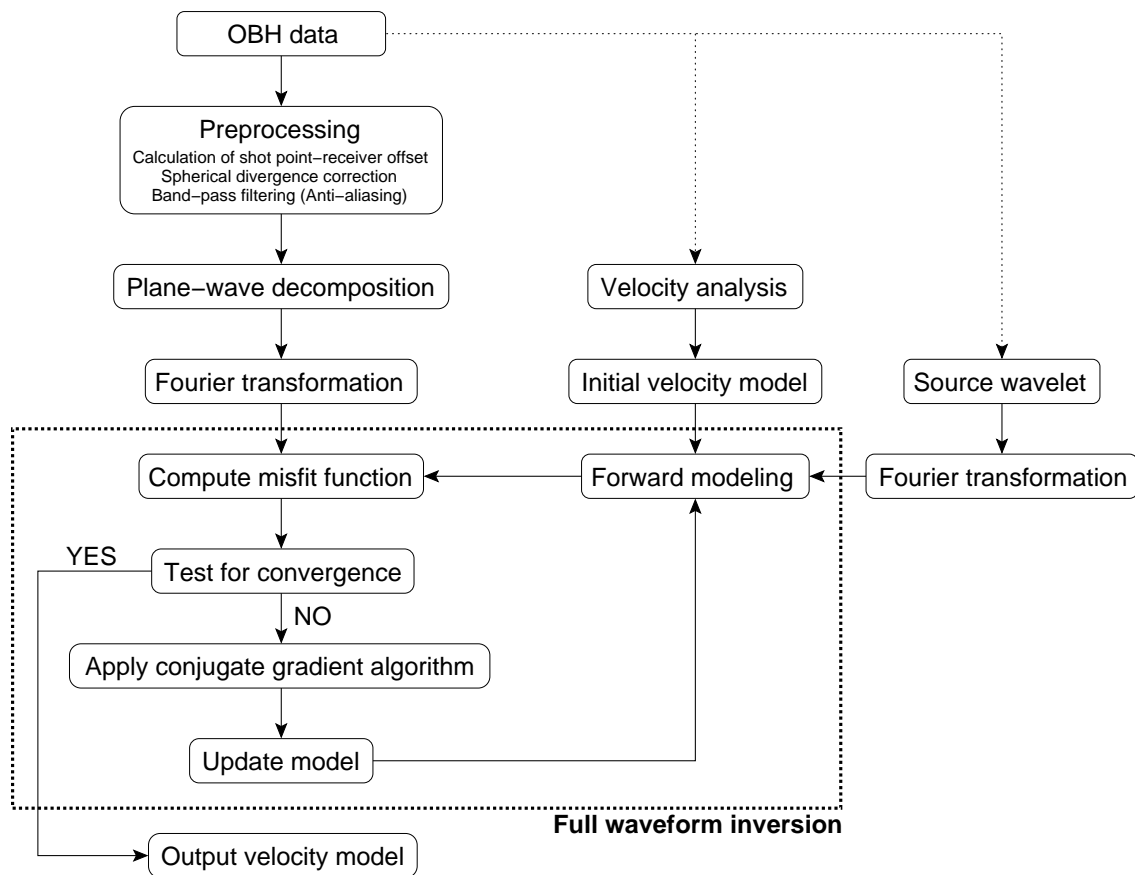 OBH data
Preprocessing
Calculation of shot point−receiver offset
Spherical divergence correction
Band−pass filtering (Anti−aliasing)
Plane−wave decomposition
Velocity analysis
Fourier transformation
Initial velocity model
Source wavelet
Compute misfit function
Forward modeling
Fourier transformation
YES
Test for convergence
NO
Apply conjugate gradient algorithm
Update model
Full waveform inversion
Output velocity model